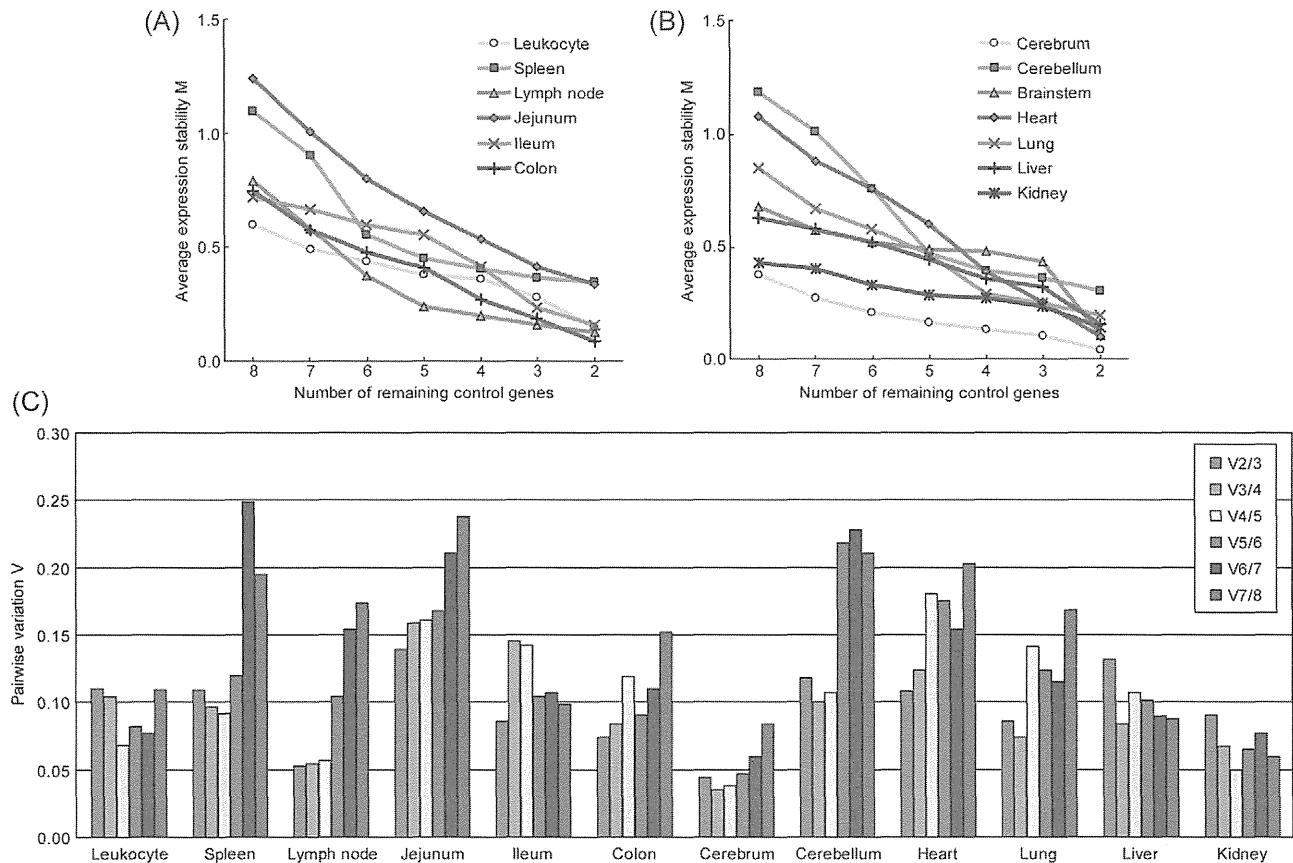 (A)
1.5
1.0
0.5
0.0
Average expression stability M
8 7 6 5 4 3 2
Number of remaining control genes
Leukocyte
Spleen
Lymph node
Jejunum
Ileum
Colon
(B)
1.5
1.0
0.5
0.0
Average expression stability M
8 7 6 5 4 3 2
Number of remaining control genes
Cerebrum
Cerebellum
Brainstem
Heart
Lung
Liver
Kidney
(C)
0.30
0.25
0.20
0.15
0.10
0.05
0.00
Pairwise variation V
V2/3
V3/4
V4/5
V5/6
V6/7
V7/8
Leukocyte Spleen Lymph node Jejunum Ileum Colon Cerebrum Cerebellum Heart Lung Liver Kidney